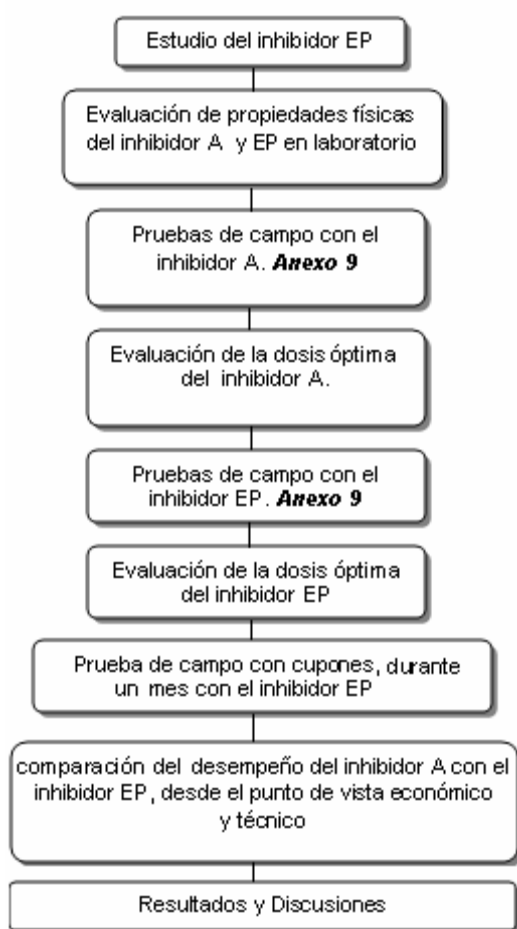 Estudio del inhibidor EP
Evaluación de propiedades físicas
del inhibidor A y EP en laboratorio
Pruebas de campo con el
inhibidor A. Anexo 9
Evaluación de la dosis óptima
del inhibidor A.
Pruebas de campo con el
inhibidor EP. Anexo 9
Evaluación de la dosis óptima
del inhibidor EP
Prueba de campo con cupones, durante
un mes con el inhibidor EP
comparación del desempeño del inhibidor A con el
inhibidor EP, desde el punto de vista económico
y técnico
Resultados y Discusiones